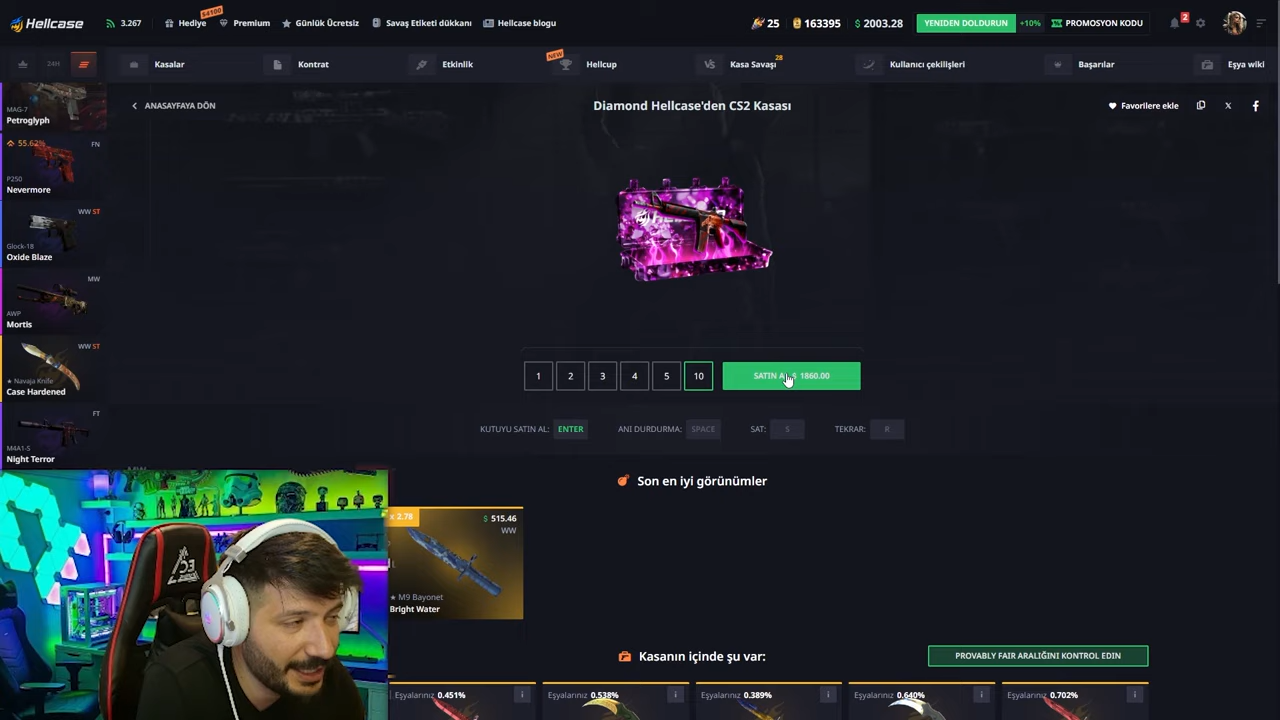 HELLCASE
3.267
$4100
Hediye
Premium
Günlük Ücretsiz
Savaş Etiketi dükkanı
Hellcase blogu
25
163395
$ 2003.28
YENİDEN DOLDURUN
+10%
PROMOSYON KODU
2
24H
Kasalar
Kontrat
Etkinlik
NEW
Hellcup
VS
Kasa Savaşı
28
Kullanıcı çekilişleri
Başarılar
Eşya wiki
ANASAYFAYA DÖN
Diamond Hellcase'den CS2 Kasası
Favorilere ekle
MAG-7
Petroglyph
55.62%
FN
P250
Nevermore
WW ST
Glock-18
Oxide Blaze
MW
AWP
Mortis
WW ST
★ Navaja Knife
Case Hardened
FT
M4A1-S
Night Terror
MW
1
2
3
4
5
10
1860.00
KUTUYU SATIN AL:
ENTER
ANI DURDURMA:
SPACE
SAT:
S
TEKRAR:
R
Son en iyi görünümler
x 2.78
$ 515.46
WW
★ M9 Bayonet
Bright Water
Kasanın içinde şu var:
PROVABLY FAIR ARALIĞINI KONTROL EDIN
Eşyalarınız 0.451%
Eşyalarınız 0.538%
Eşyalarınız 0.389%
Eşyalarınız 0.640%
Eşyalarınız 0.702%